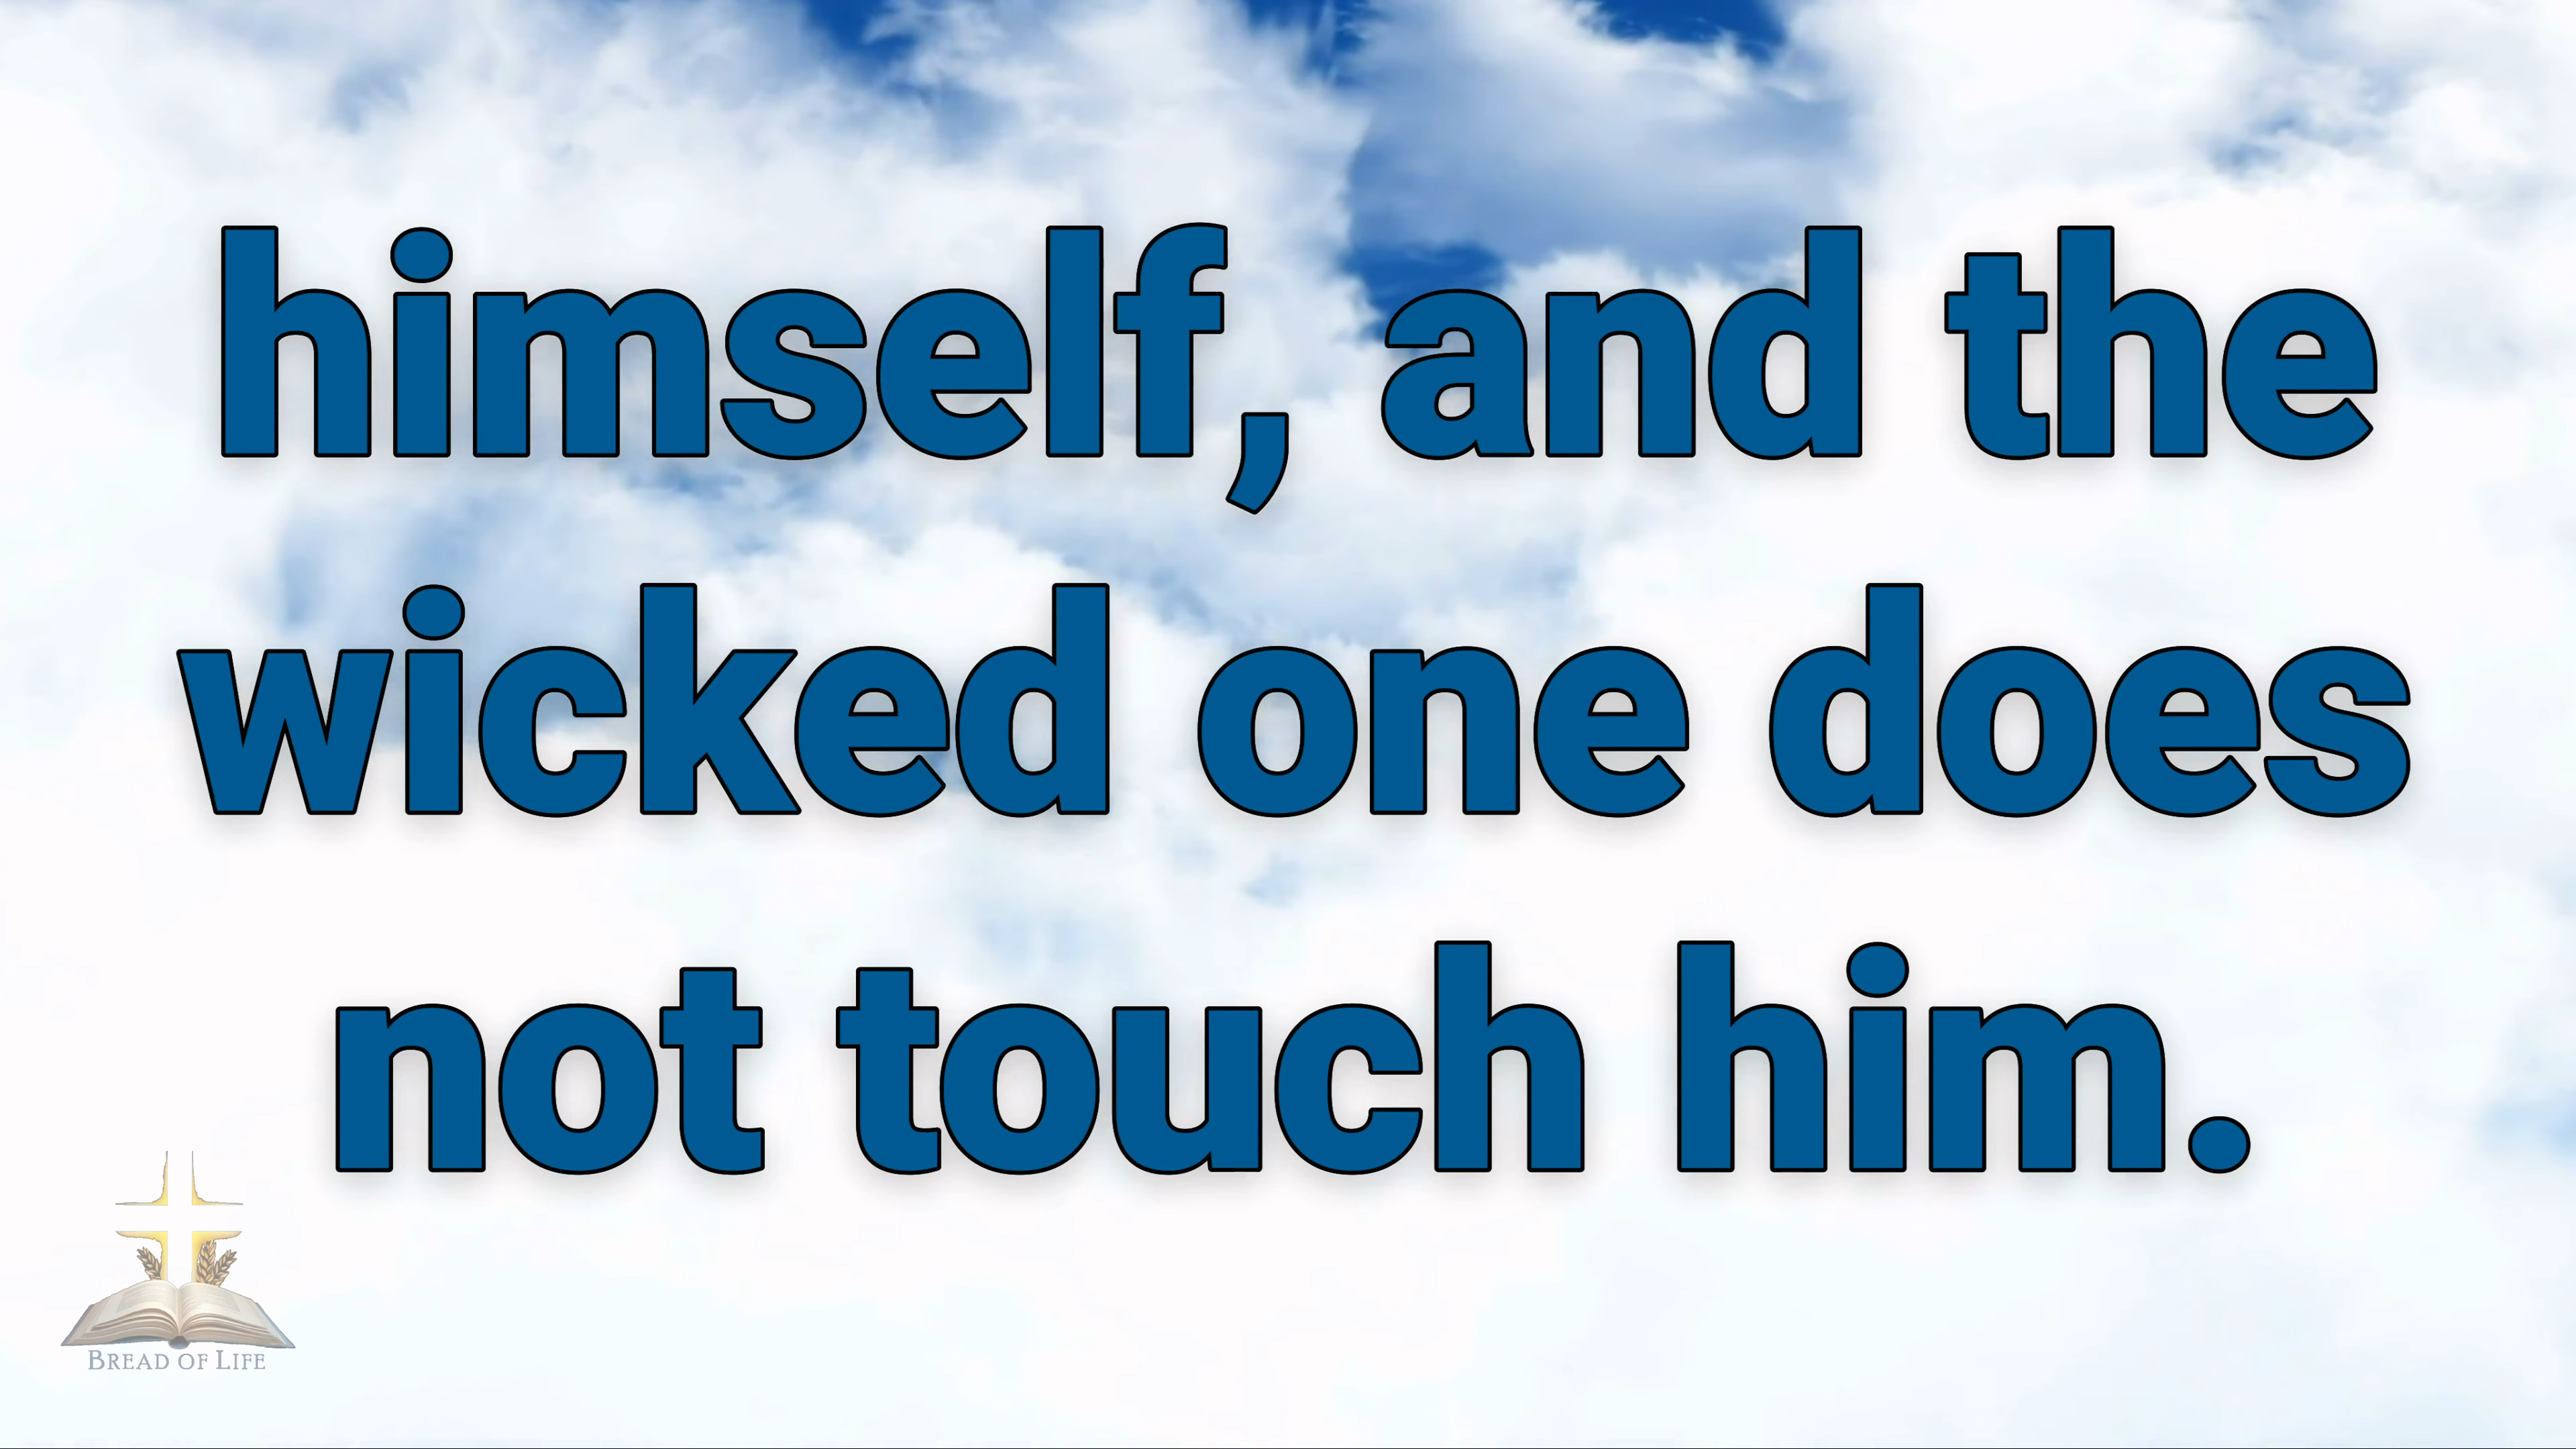 himself, and the
wicked one does
not touch him.
BREAD OF LIFE